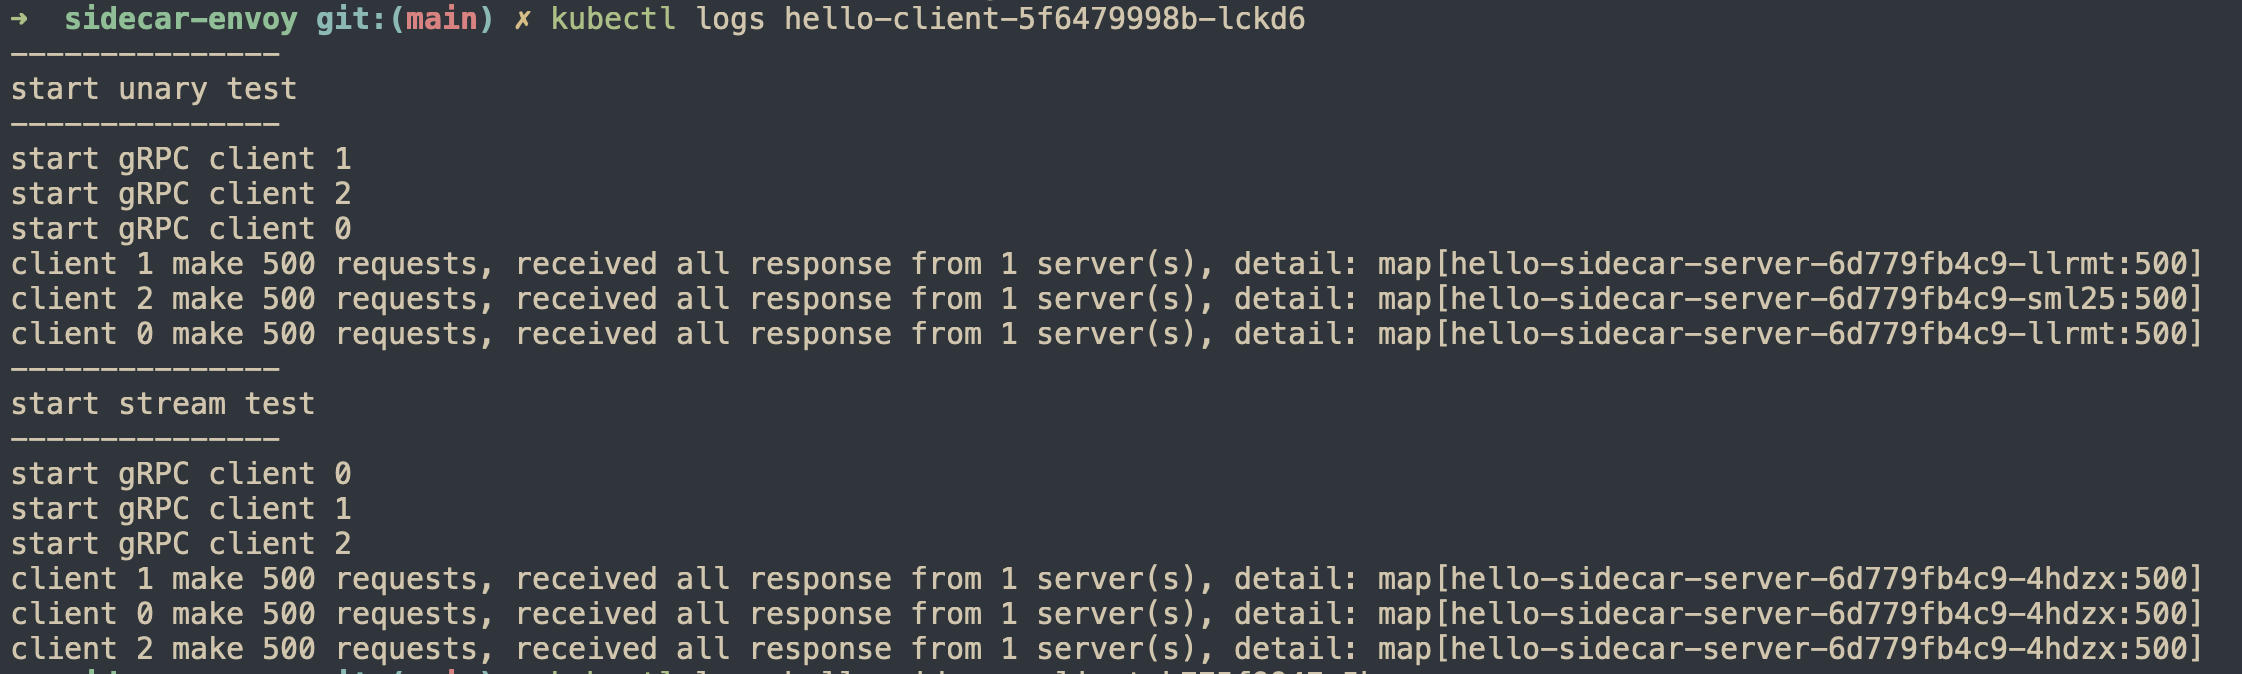 ➜  sidecar-envoy git:(main) ✗ kubectl logs hello-client-5f6479998b-lckd6
---------------
start unary test
---------------
start gRPC client 1
start gRPC client 2
start gRPC client 0
client 1 make 500 requests, received all response from 1 server(s), detail: map[hello-sidecar-server-6d779fb4c9-llrmt:500]
client 2 make 500 requests, received all response from 1 server(s), detail: map[hello-sidecar-server-6d779fb4c9-sml25:500]
client 0 make 500 requests, received all response from 1 server(s), detail: map[hello-sidecar-server-6d779fb4c9-llrmt:500]
---------------
start stream test
---------------
start gRPC client 0
start gRPC client 1
start gRPC client 2
client 1 make 500 requests, received all response from 1 server(s), detail: map[hello-sidecar-server-6d779fb4c9-4hdzx:500]
client 0 make 500 requests, received all response from 1 server(s), detail: map[hello-sidecar-server-6d779fb4c9-4hdzx:500]
client 2 make 500 requests, received all response from 1 server(s), detail: map[hello-sidecar-server-6d779fb4c9-4hdzx:500]